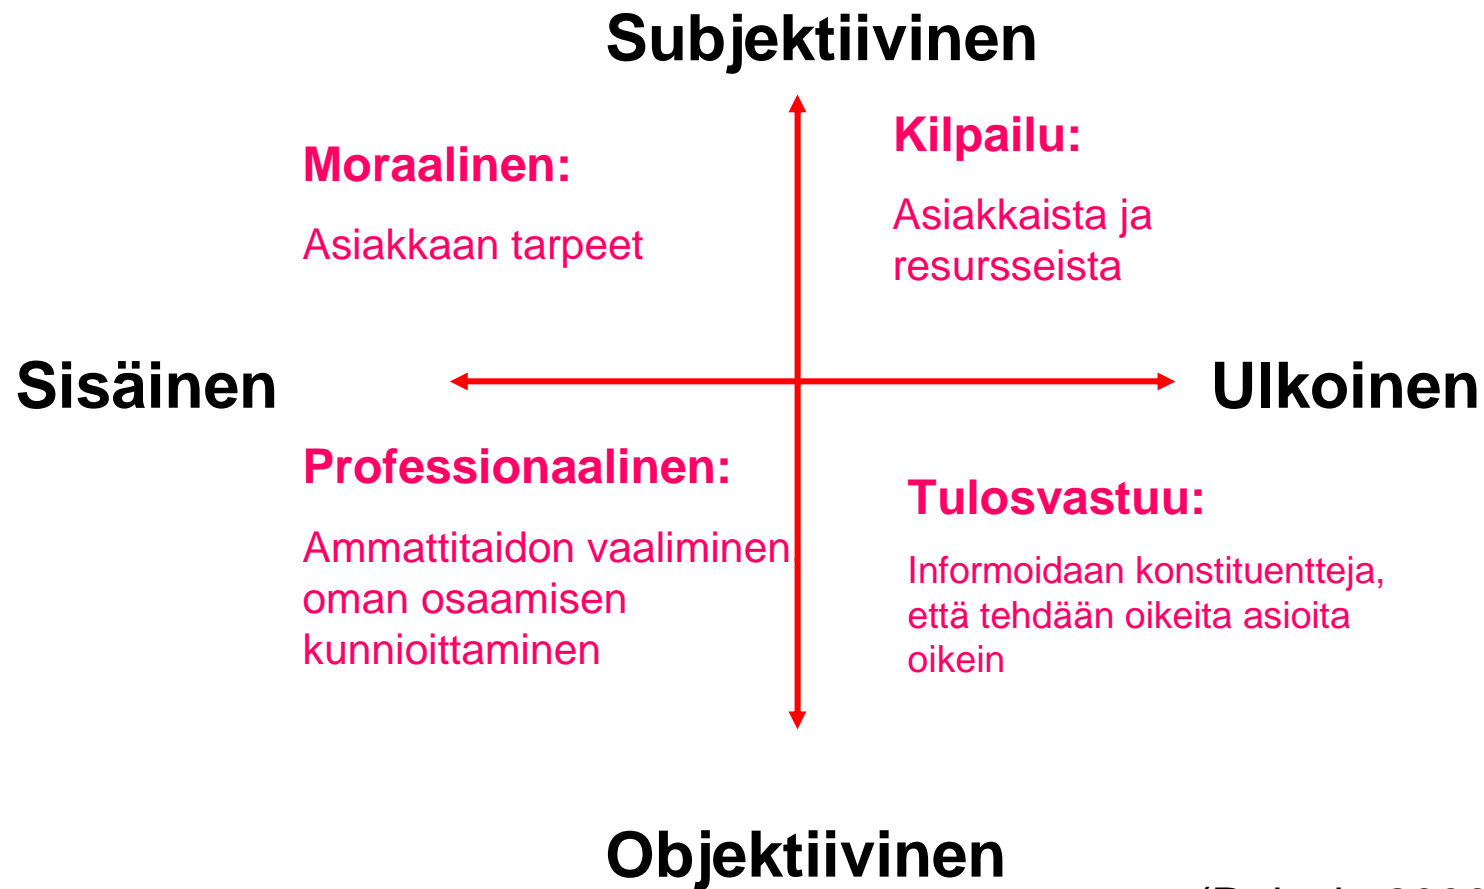 Subjektiivinen
Moraalinen:
Asiakkaan tarpeet
Kilpailu:
Asiakkaista ja
resursseista
Sisäinen
Ulkoinen
Professionaalinen:
Ammattitaidon vaaliminen,
oman osaamisen
kunnioittaminen
Tulosvastuu:
Informoidaan konstituentteja,
että tehdään oikeita asioita
oikein
Objektiivinen